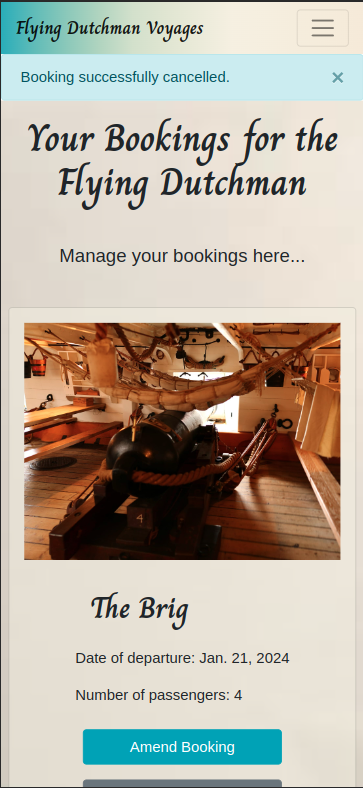 Flying Dutchman Voyages
Booking successfully cancelled.
×
Your Bookings for the
Flying Dutchman
Manage your bookings here...
4
The Brig
Date of departure: Jan. 21, 2024
Number of passengers: 4
Amend Booking